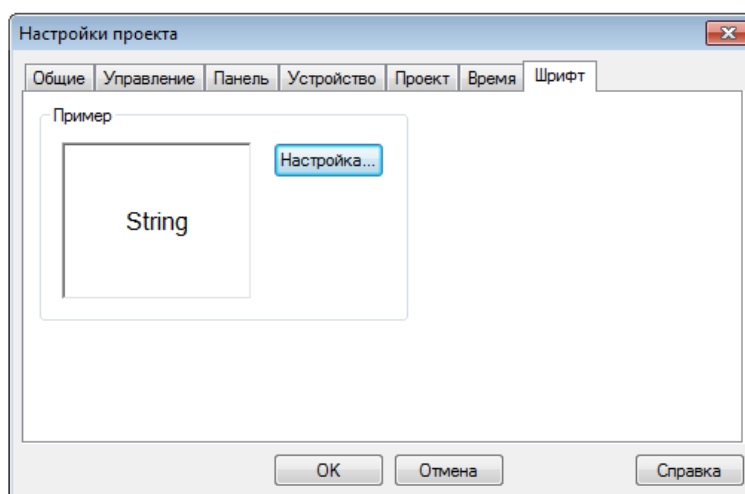 Настройки проекта
Общие Управление Панель Устройство Проект Время Шрифт
Пример
Настройка...
String
OK Отмена Справка